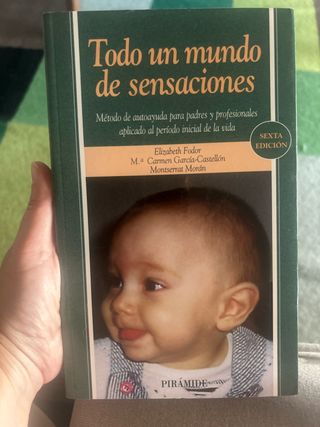 Todo un mundo
de sensaciones
Método de autoayuda para padres y profesionales
aplicado al período inicial de la vida
SEXTA
EDICIÓN
Elizabeth Fodor
M.ª Carmen García-Castellón
Montserrat Morán
PIRÁMIDE